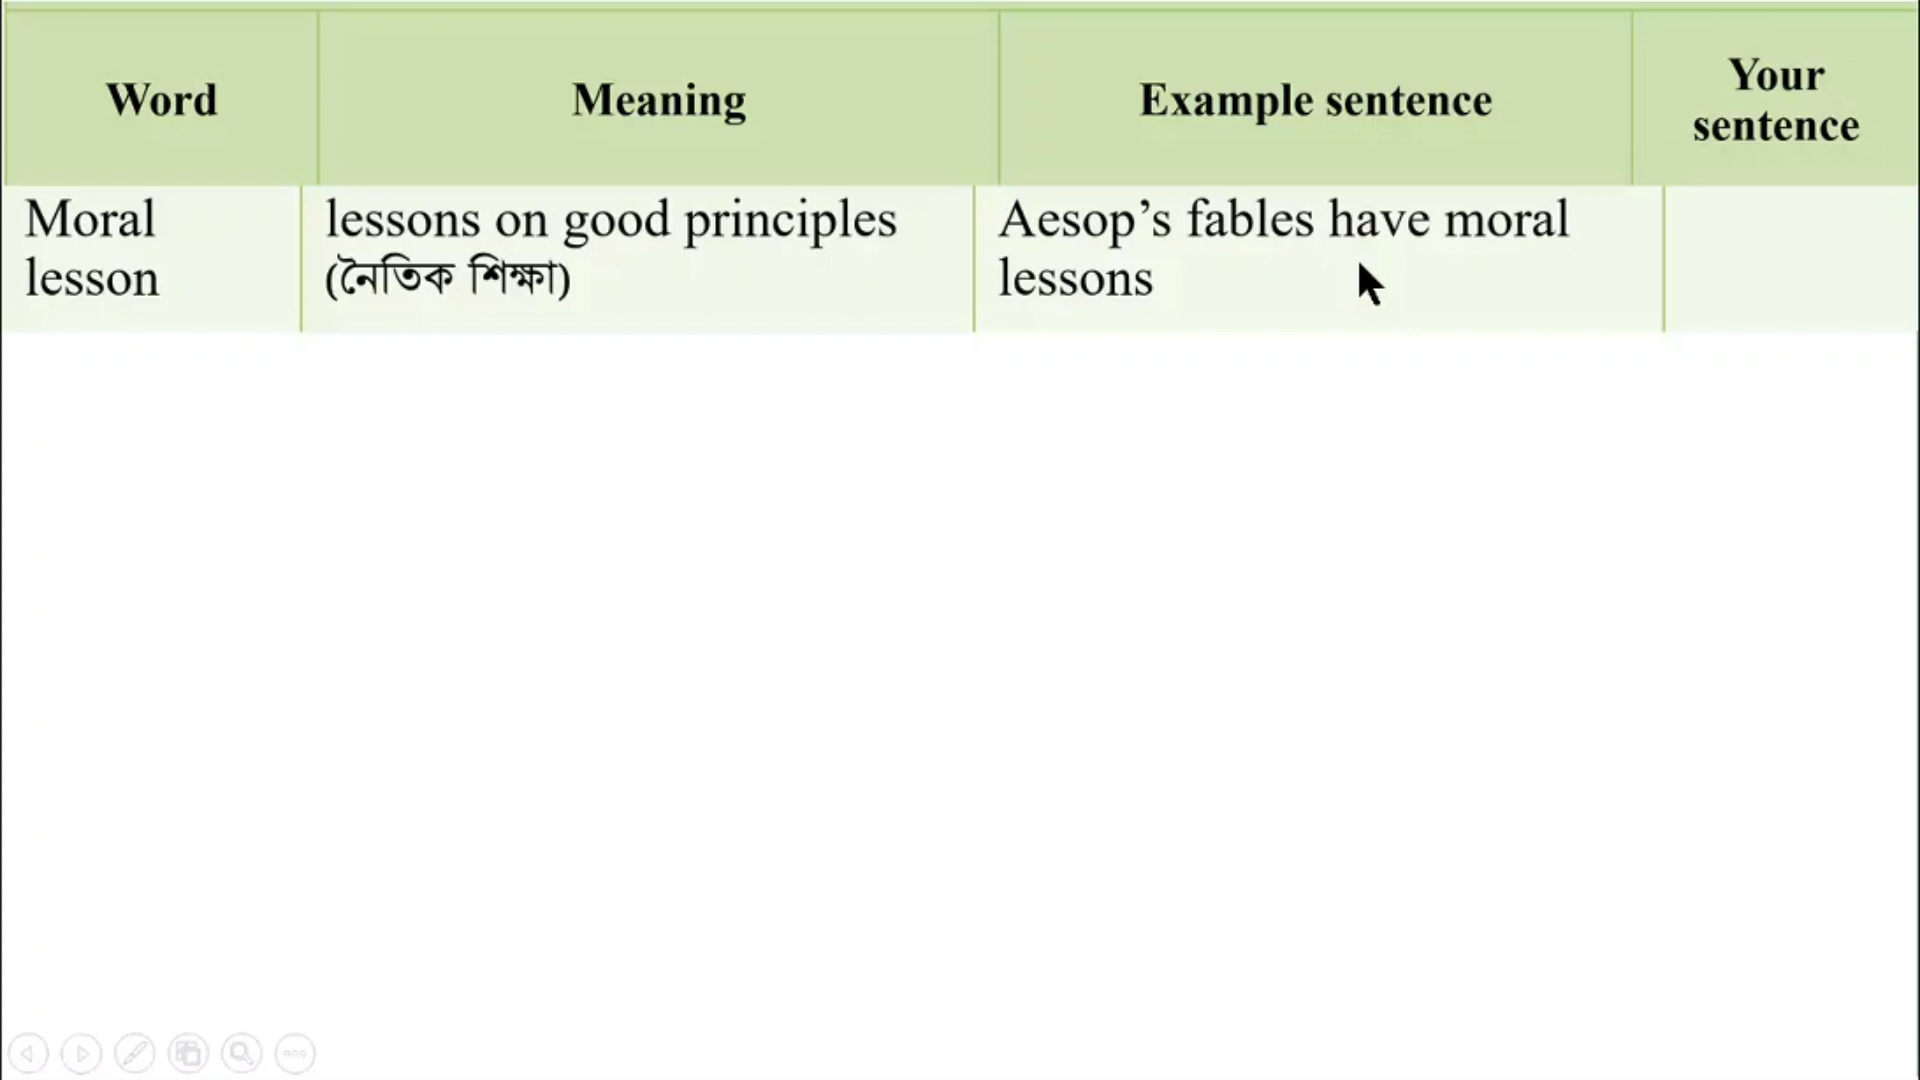 Word
Meaning
Example sentence
Your
sentence
Moral
lesson
lessons on good principles
(নৈতিক শিক্ষা)
Aesop’s fables have moral
lessons